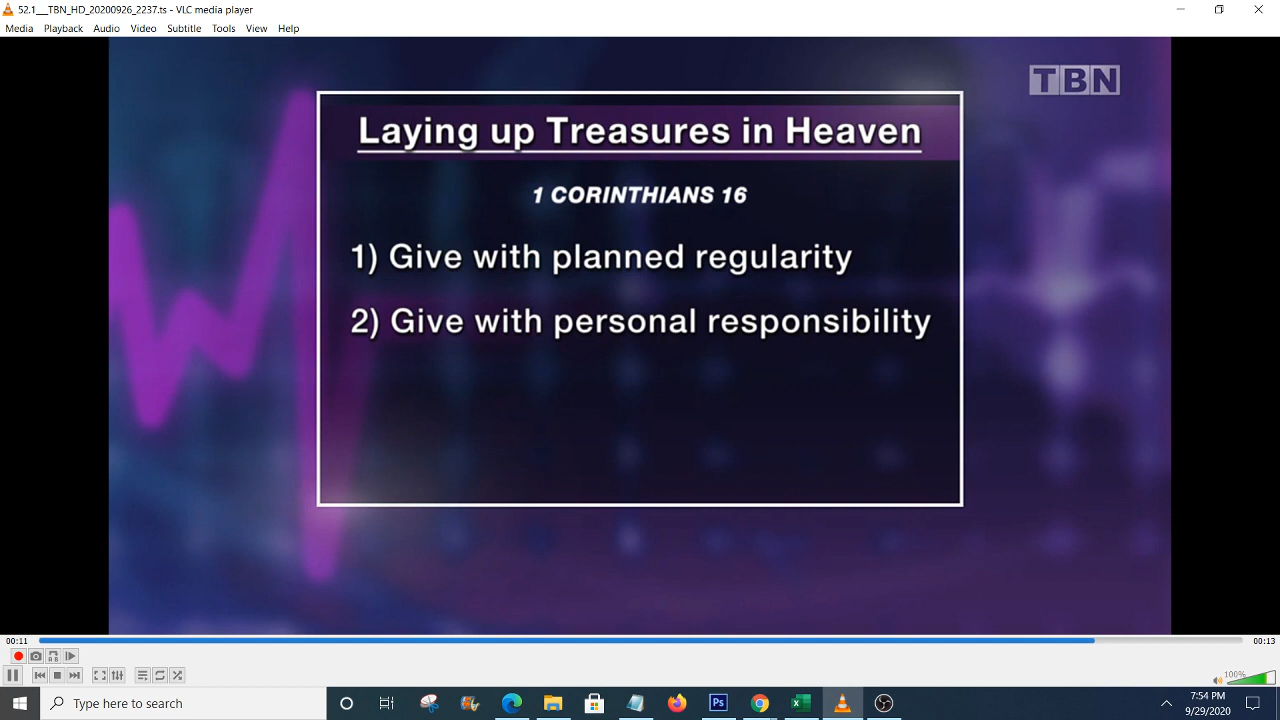 52.1___TBN_HD_20200926_2237.ts - VLC media player
Media Playback Audio Video Subtitle Tools View Help
TBN
Laying up Treasures in Heaven
1 CORINTHIANS 16
1) Give with planned regularity
2) Give with personal responsibility
00:11
00:13
100%
Type here to search
Ps
7:54 PM
9/29/2020